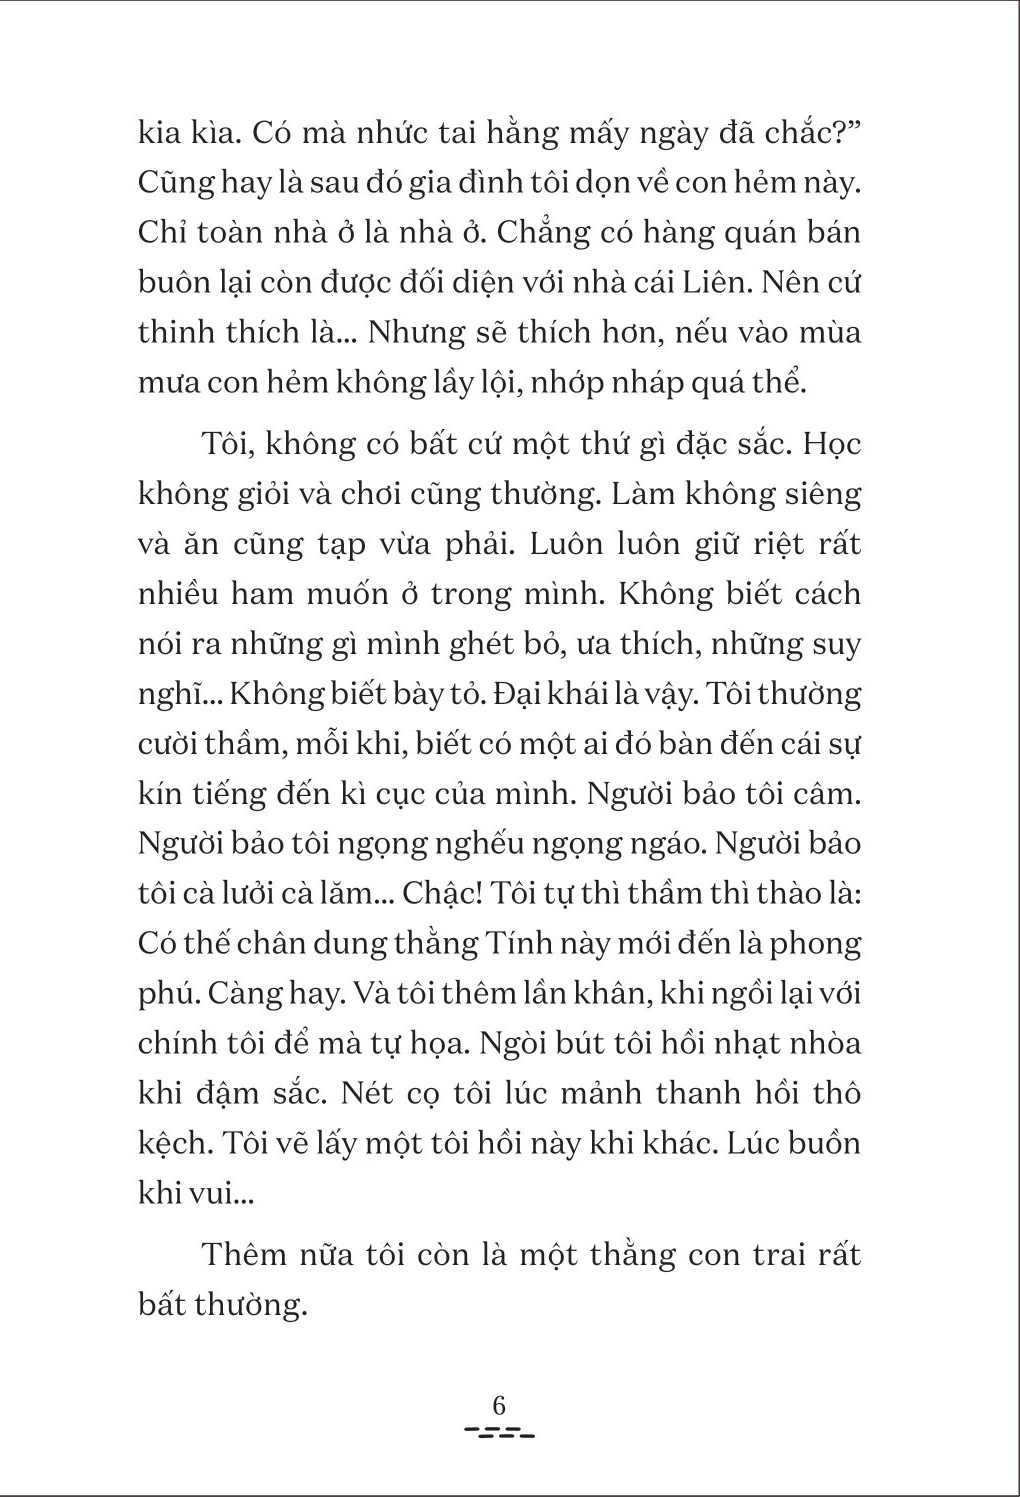 kia kìa. Có mà nhức tai hằng mấy ngày đã chắc?”
Cũng hay là sau đó gia đình tôi dọn về con hẻm này.
Chỉ toàn nhà ở là nhà ở. Chẳng có hàng quán bán
buôn lại còn được đối diện với nhà cái Liên. Nên cứ
thinh thích là... Nhưng sẽ thích hơn, nếu vào mùa
mưa con hẻm không lầy lội, nhớp nháp quá thể.
Tôi, không có bất cứ một thứ gì đặc sắc. Học
không giỏi và chơi cũng thường. Làm không siêng
và ăn cũng tạp vừa phải. Luôn luôn giữ riệt rất
nhiều ham muốn ở trong mình. Không biết cách
nói ra những gì mình ghét bỏ, ưa thích, những suy
nghĩ... Không biết bày tỏ. Đại khái là vậy. Tôi thường
cười thầm, mỗi khi, biết có một ai đó bàn đến cái sự
kín tiếng đến kì cục của mình. Người bảo tôi câm.
Người bảo tôi ngọng nghếu ngọng ngáo. Người bảo
tôi cà lưởi cà lăm... Chậc! Tôi tự thì thầm thì thào là:
Có thế chân dung thằng Tính này mới đến là phong
phú. Càng hay. Và tôi thêm lần khân, khi ngồi lại với
chính tôi để mà tự họa. Ngòi bút tôi hồi nhạt nhòa
khi đậm sắc. Nét cọ tôi lúc mảnh thanh hồi thô
kệch. Tôi vẽ lấy một tôi hồi này khi khác. Lúc buồn
khi vui...
Thêm nữa tôi còn là một thằng con trai rất
bất thường.
6